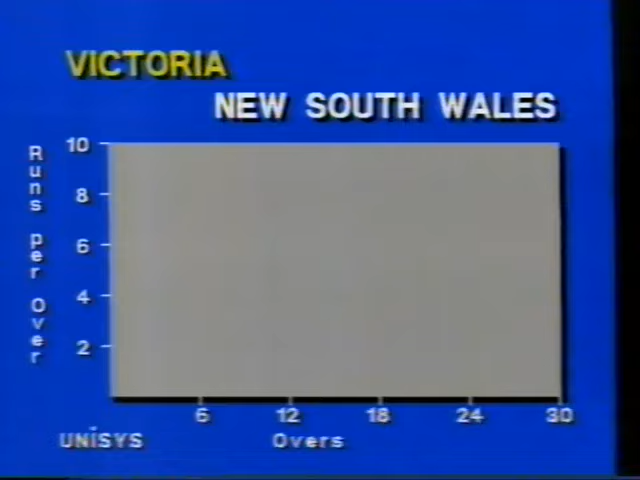 VICTORIA
NEW SOUTH WALES
Runs per Over
10
8
6
4
2
6 12 18 24 30
UNiSYS
Overs